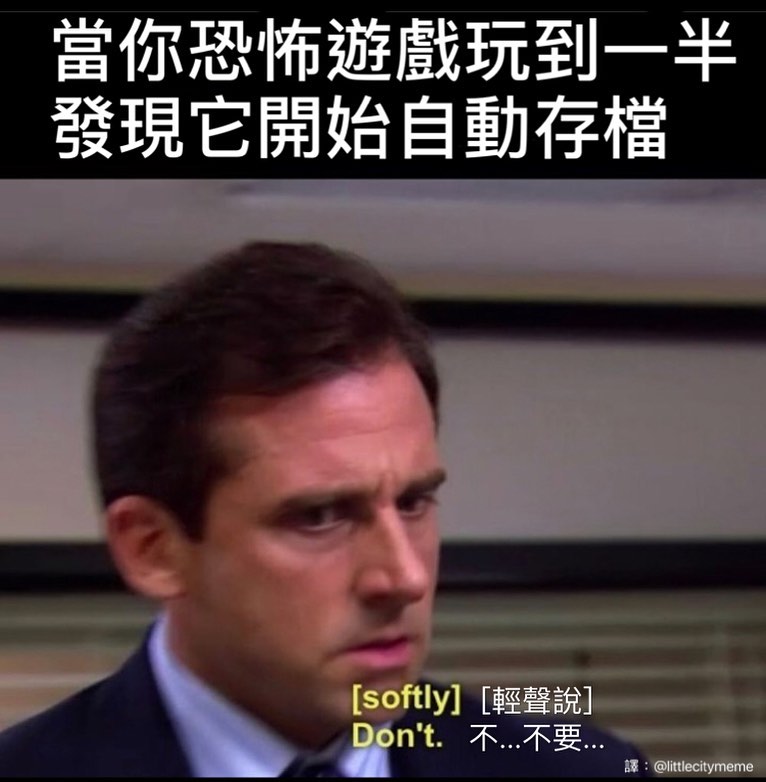 當你恐怖遊戲玩到一半
發現它開始自動存檔
[softly] [輕聲說]
Don't. 不...不要...
譯：@littlecitymeme